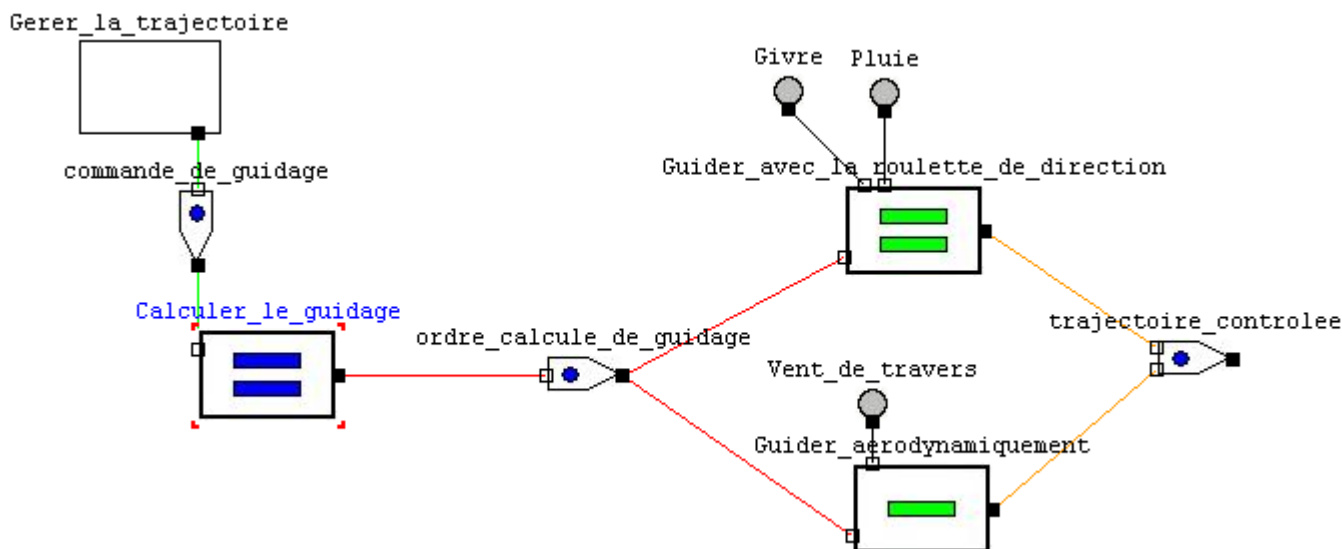 Gerer_la_trajectoire
Givre
Pluie
commande_de_guidage
Guider_avec_la_roulette_de_direction
Calculer_le_guidage
ordre_calcule_de_guidage
trajectoire_controlee
Vent_de_travers
Guider_aerodynamiquement